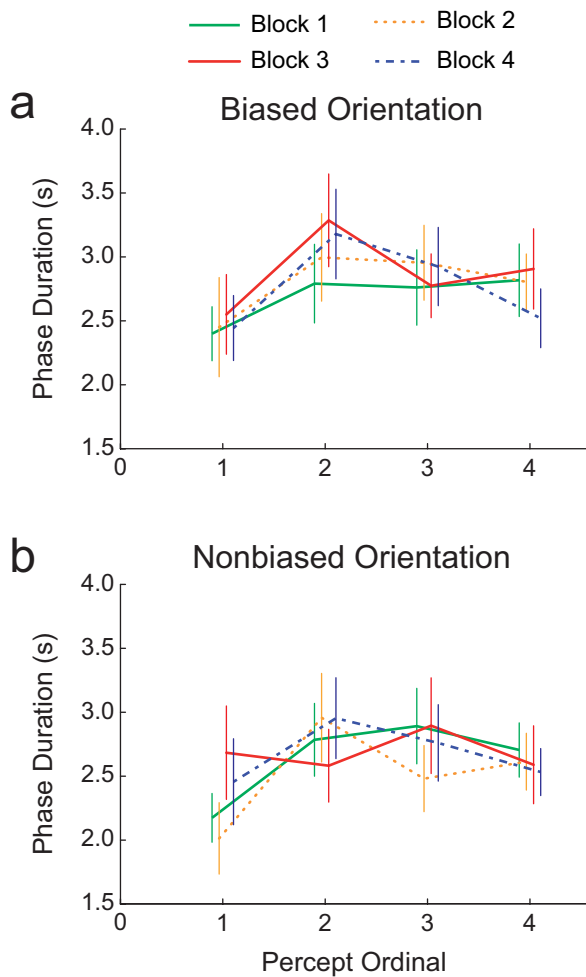 Block 1
Block 2
Block 3
Block 4
a
Biased Orientation
4.0
3.5
3.0
2.5
2.0
1.5
Phase Duration (s)
0
1
2
3
4
b
Nonbiased Orientation
4.0
3.5
3.0
2.5
2.0
1.5
Phase Duration (s)
0
1
2
3
4
Percept Ordinal